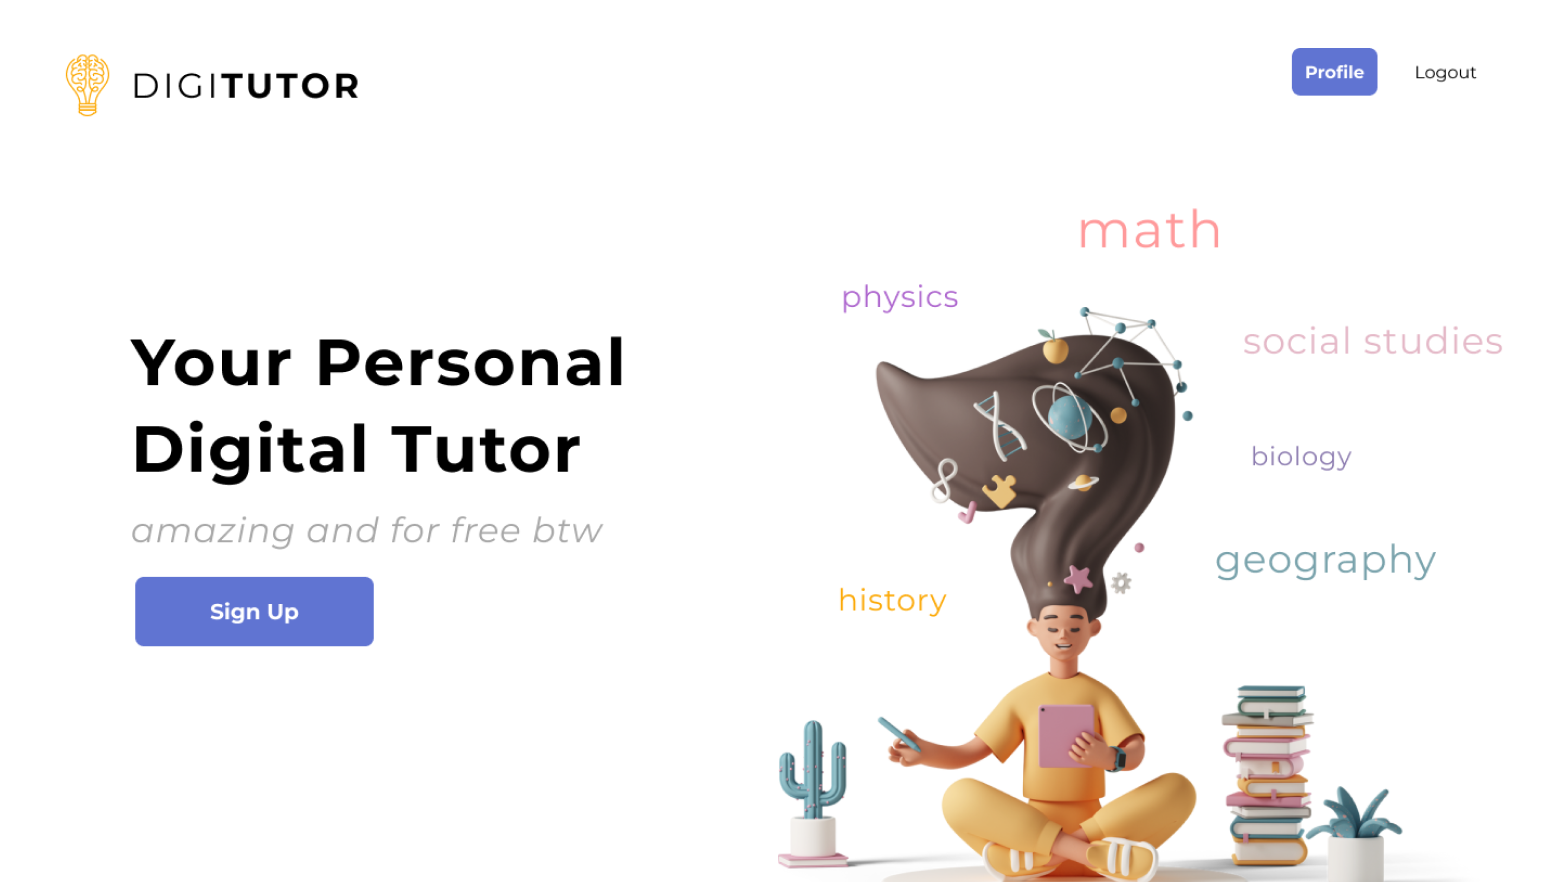 DIGITUTOR
Profile
Logout
math
physics
social studies
Your Personal
Digital Tutor
biology
amazing and for free btw
geography
history
Sign Up